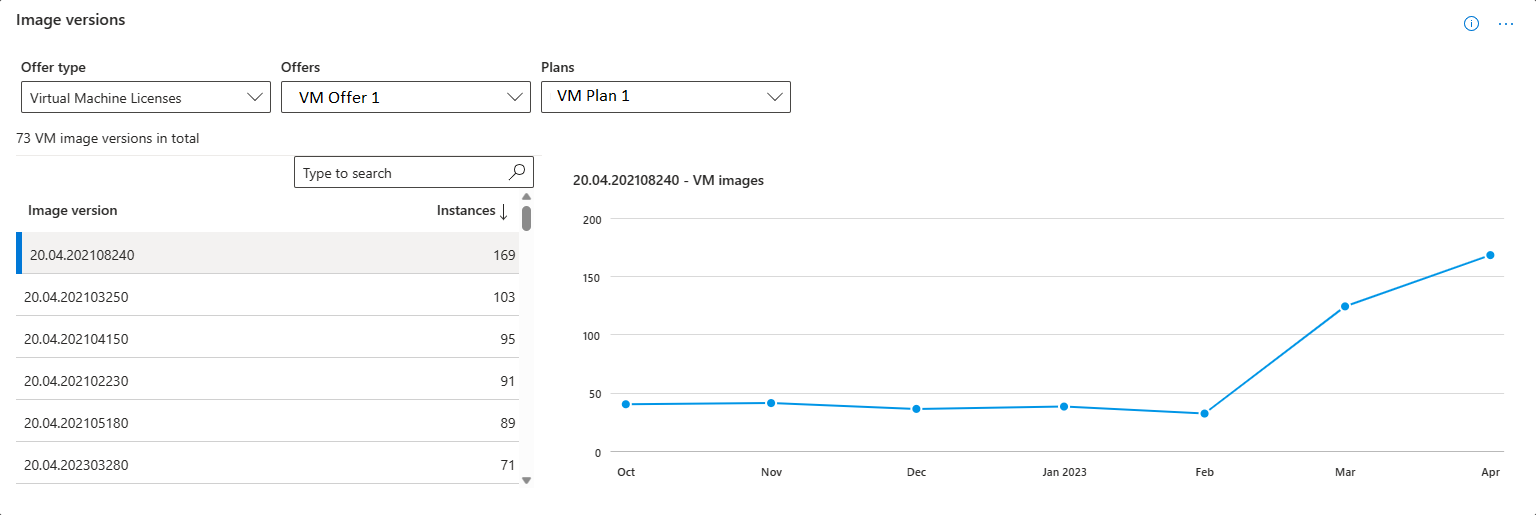 Image versions
Offer type Offers Plans
Virtual Machine Licenses VM Offer 1 VM Plan 1
73 VM image versions in total
Type to search
Image version Instances
20.04.202108240 169
20.04.202103250 103
20.04.202104150 95
20.04.202102230 91
20.04.202105180 89
20.04.202303280 71
20.04.202108240 - VM images
200
150
100
50
0
Oct Nov Dec Jan 2023 Feb Mar Apr